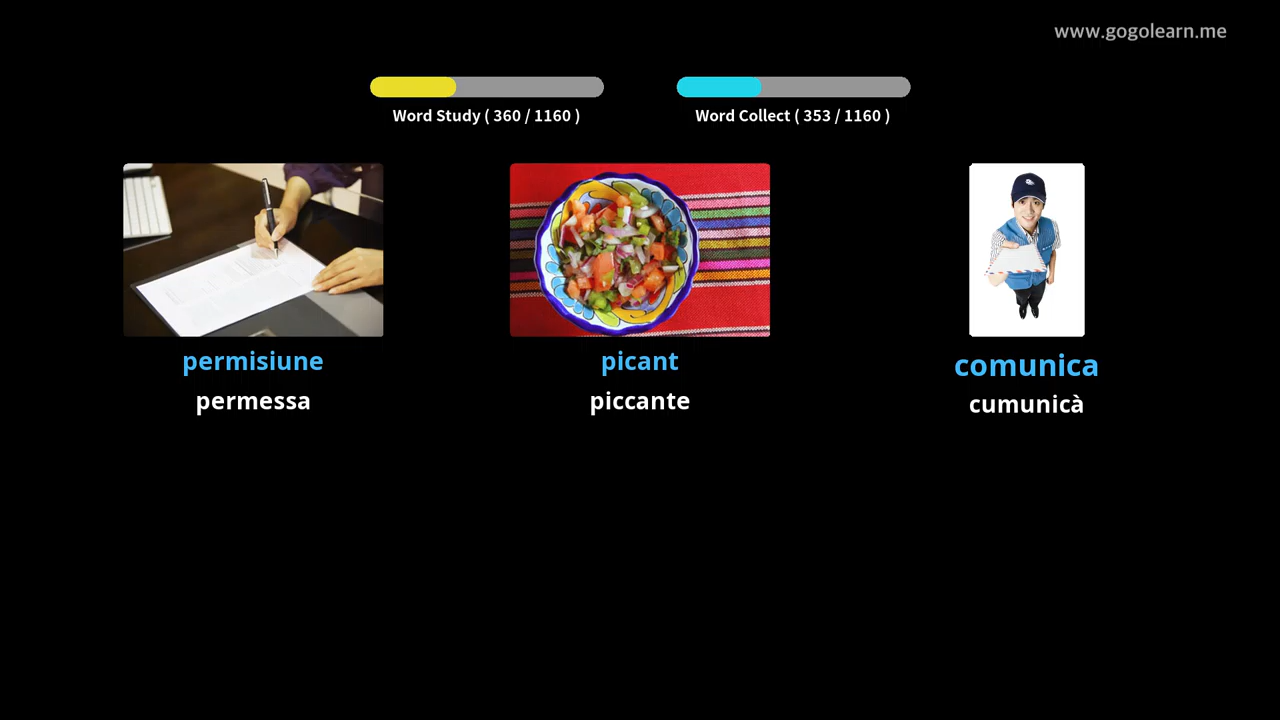 www.gogolearn.me
Word Study ( 360 / 1160 )
Word Collect ( 353 / 1160 )
permisiune
permessa
picant
piccante
comunica
cumunicà